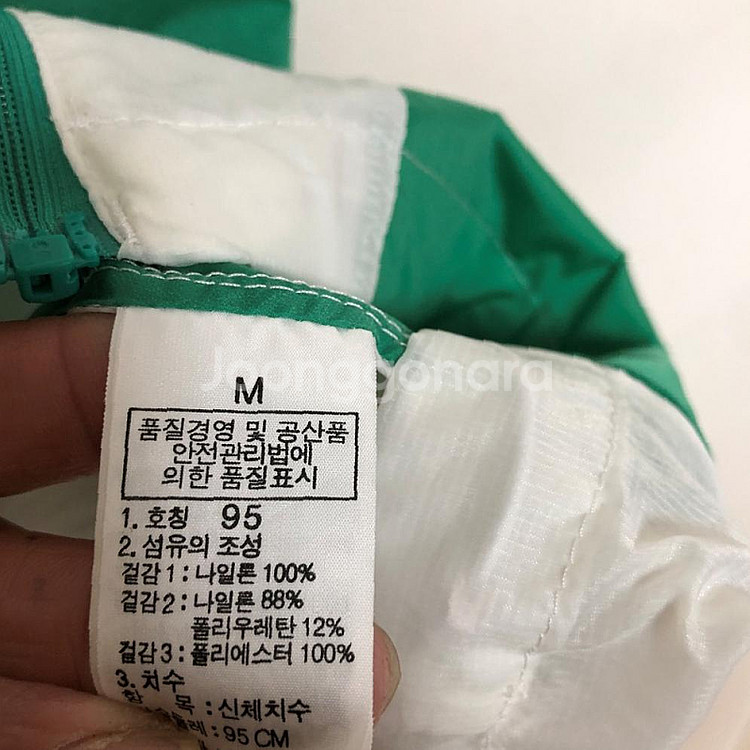 Joonggonara
M
품질경영 및 공산품
안전관리법에
의한 품질표시
1. 호칭 95
2. 섬유의 조성
겉감 1 : 나일론 100%
겉감 2 : 나일론 88%
폴리우레탄 12%
겉감 3 : 폴리에스터 100%
3. 치수
항 목 : 신체치수
: 95 CM